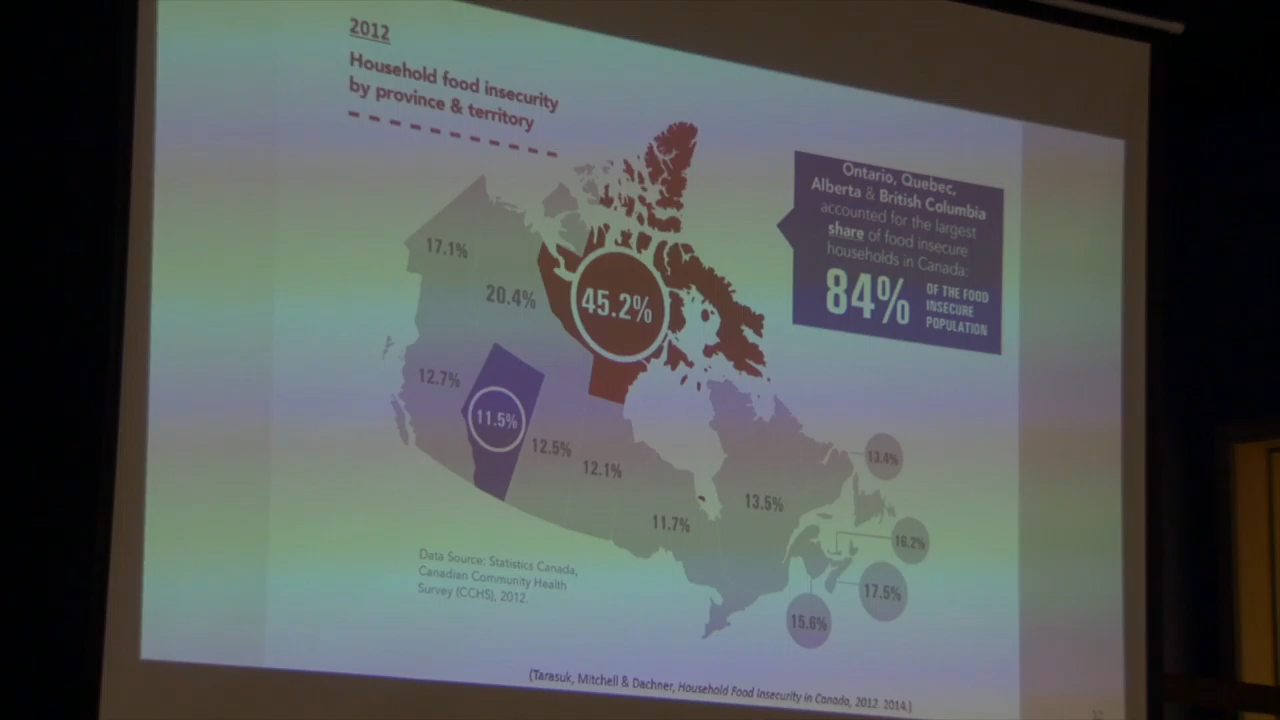 2012
Household food insecurity
by province & territory
Ontario, Quebec,
Alberta & British Columbia
accounted for the largest
share of food insecure
households in Canada:
84%
OF THE FOOD
INSECURE
POPULATION
17.1%
20.4%
45.2%
12.7%
11.5%
12.5%
12.1%
11.7%
13.5%
13.4%
16.2%
17.5%
15.6%
Data Source: Statistics Canada,
Canadian Community Health
Survey (CCHS), 2012.
(Tarasuk, Mitchell & Dachner, Household Food Insecurity in Canada, 2012. 2014.)